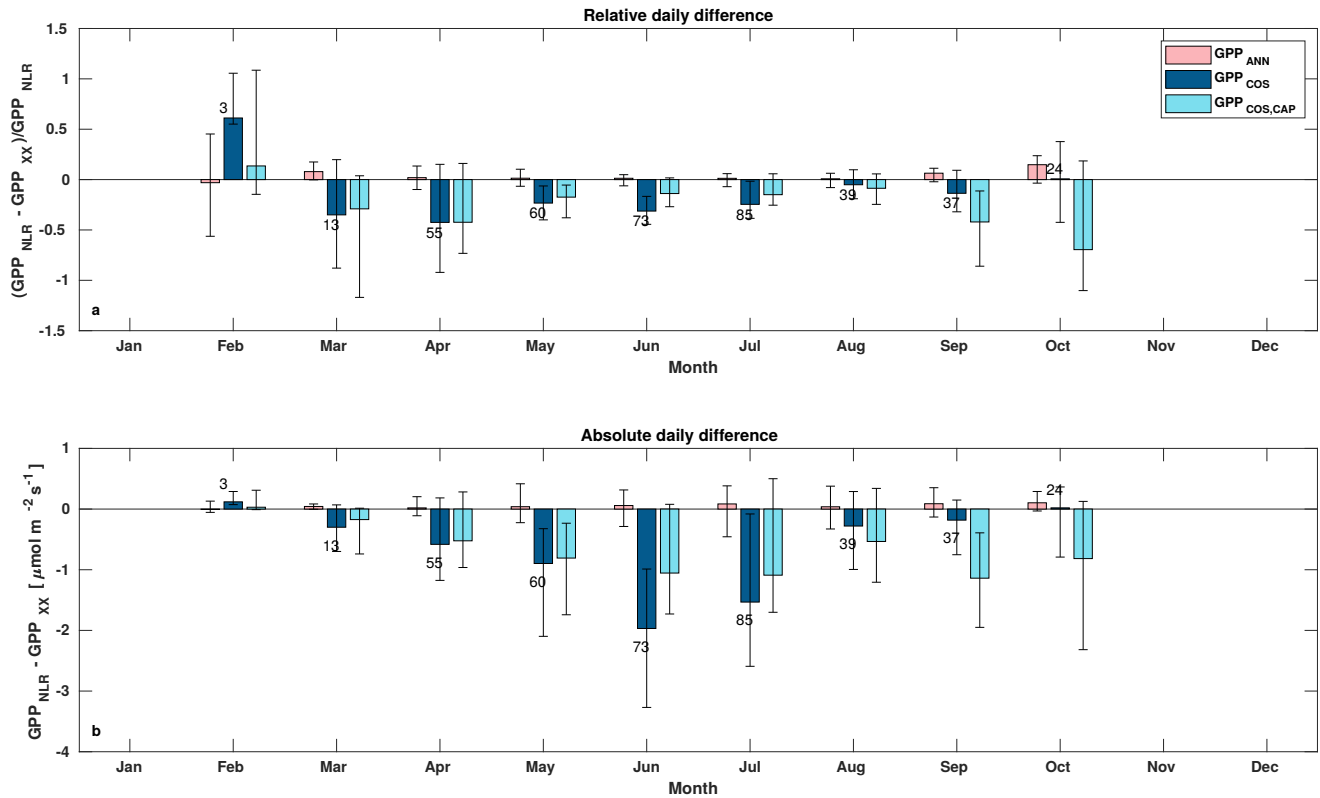 Relative daily difference
(GPP NLR - GPP XX )/GPP NLR
1.5
1
0.5
0
-0.5
-1
-1.5
GPP ANN
GPP COS
GPP COS,CAP
3
13
55
60
73
85
39
37
24
a
Jan Feb Mar Apr May Jun Jul Aug Sep Oct Nov Dec
Month
Absolute daily difference
GPP NLR - GPP XX [ μmol m -2 s-1 ]
1
0
-1
-2
-3
-4
3
13
55
60
73
85
39
37
24
b
Jan Feb Mar Apr May Jun Jul Aug Sep Oct Nov Dec
Month